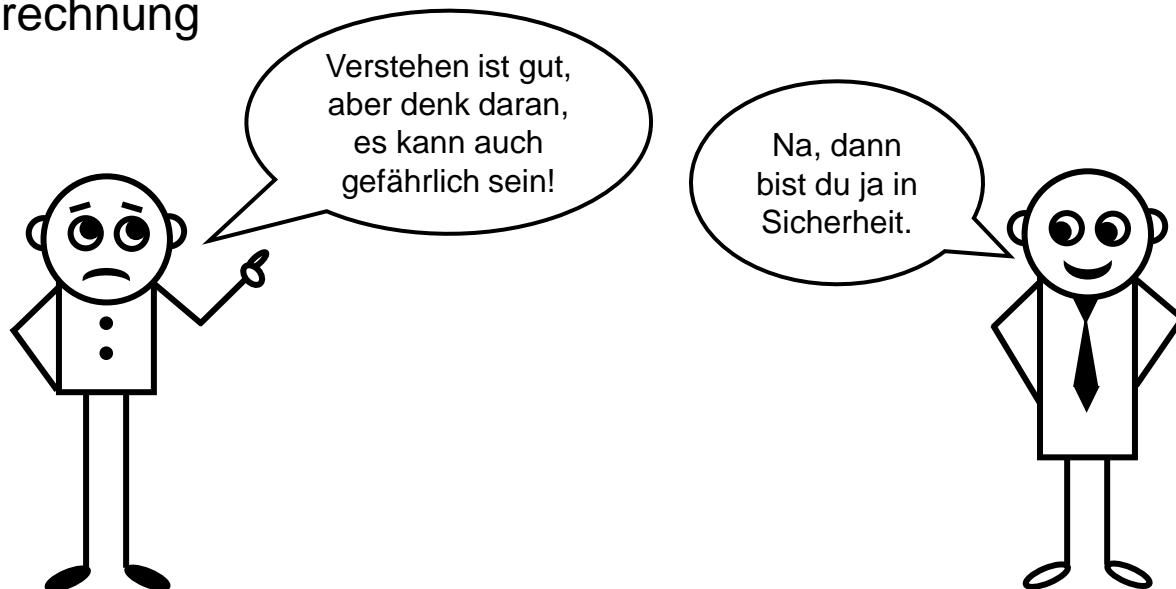 rechnung
Verstehen ist gut,
aber denk daran,
es kann auch
gefährlich sein!
Na, dann
bist du ja in
Sicherheit.